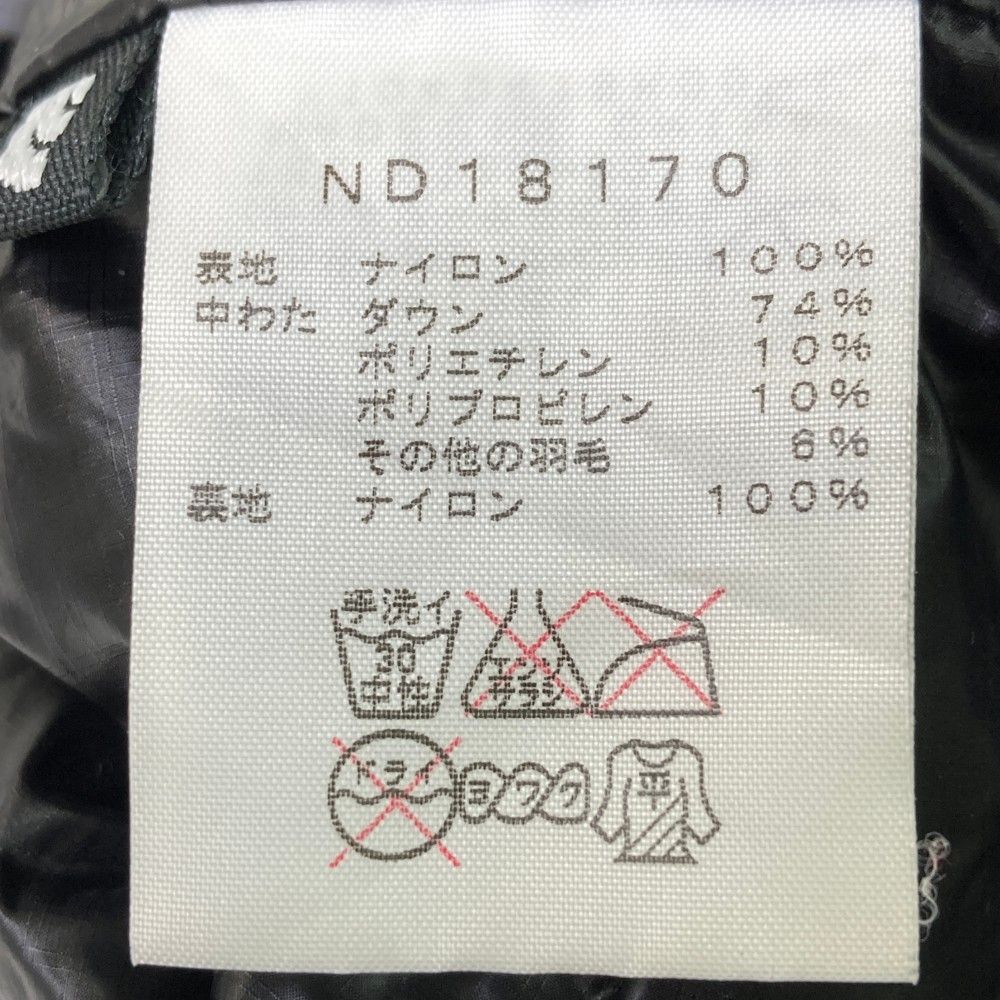 ND18170
表地 ナイロン 100%
中わた ダウン 74%
ポリエチレン 10%
ポリプロピレン 10%
その他の羽毛 6%
裏地 ナイロン 100%
手洗イ
30
中性
エンソ
サラシ
ドライ
ヨワク
平